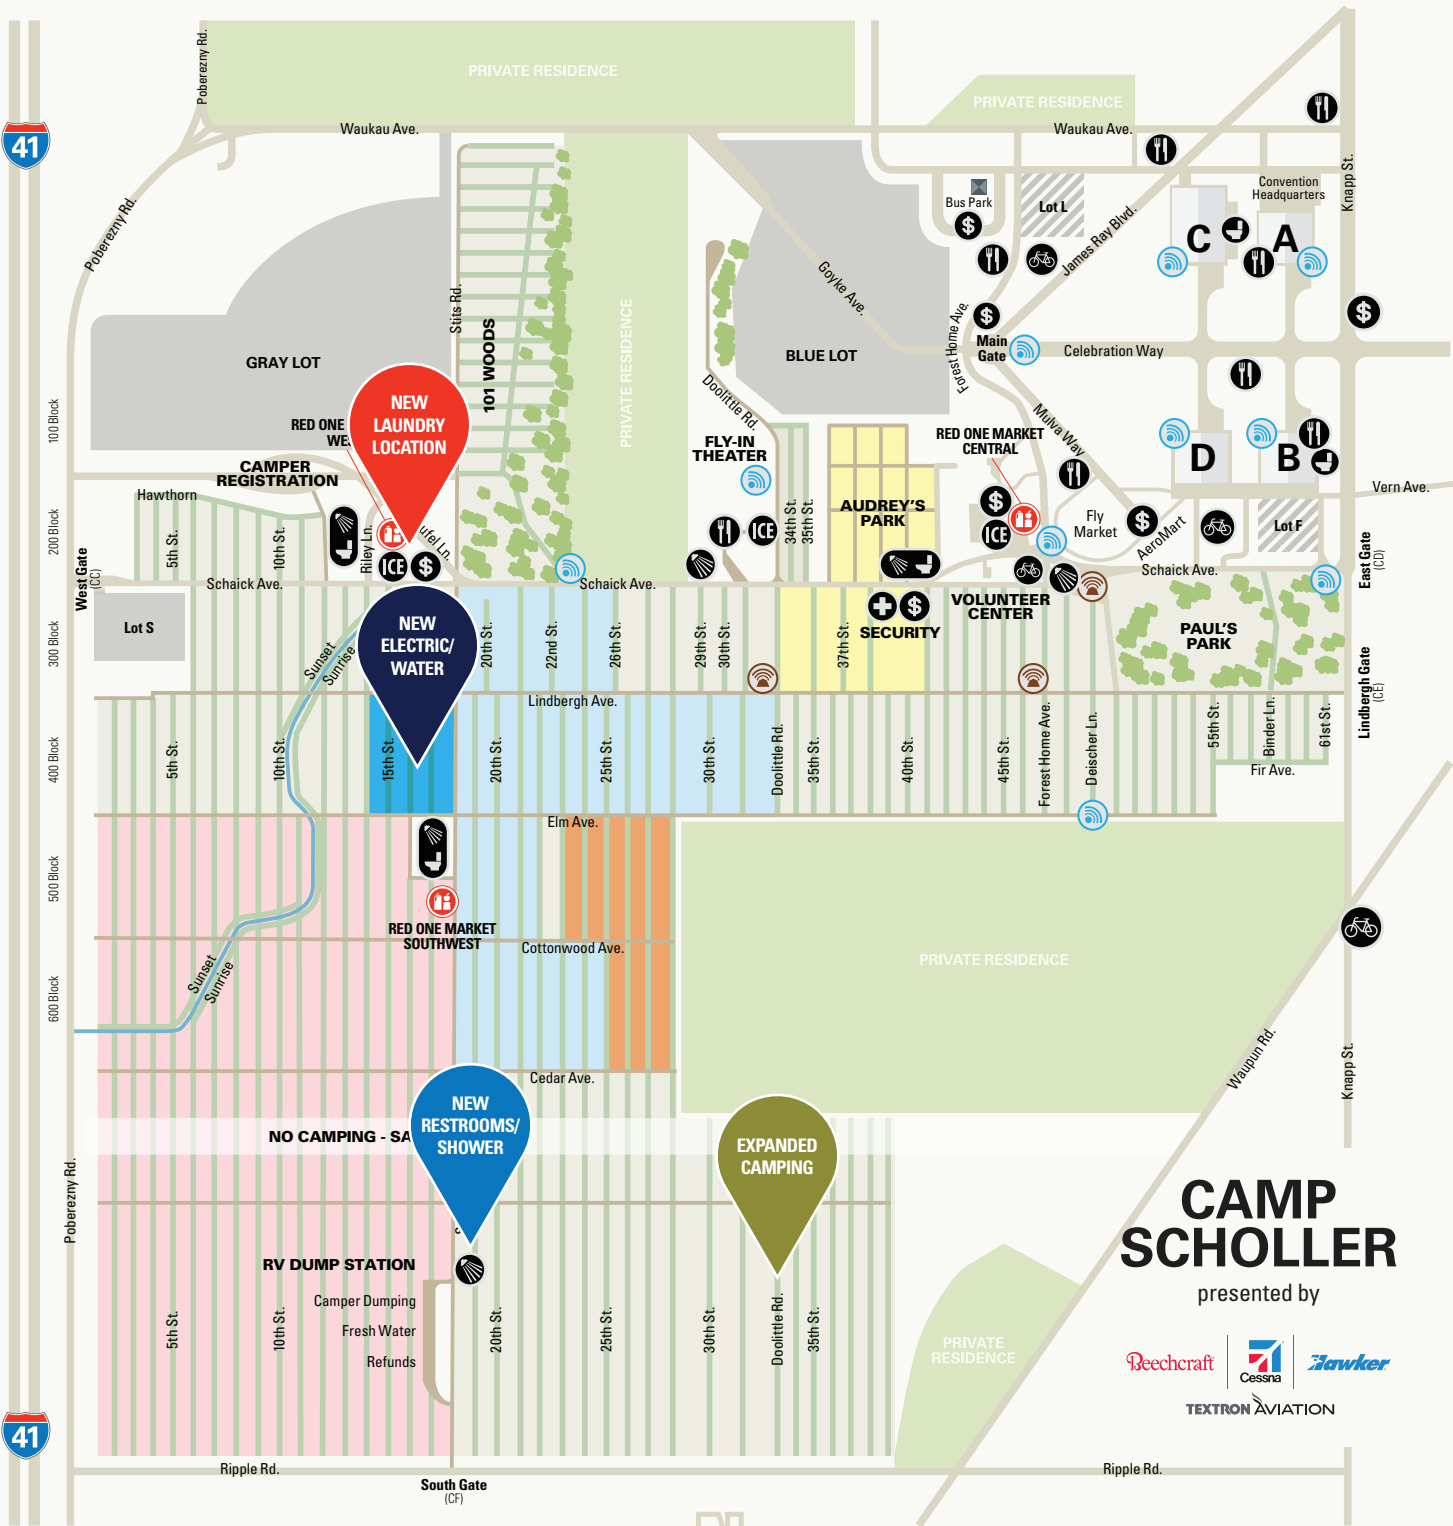 Poberezny Rd.
PRIVATE RESIDENCE
PRIVATE RESIDENCE
41
Waukau Ave.
Waukau Ave.
Knapp St.
Convention
Headquarters
Bus Park
$
Lot L
C
A
Poberezny Rd.
James Ray Blvd.
Goyke Ave.
Stits Rd.
101 WOODS
PRIVATE RESIDENCE
Forest Home Ave.
$
$
Main
Gate
Celebration Way
GRAY LOT
BLUE LOT
Doolittle Rd.
Mulva Way
100 Block
NEW
LAUNDRY
LOCATION
RED ONE
WE
FLY-IN
THEATER
RED ONE MARKET
CENTRAL
D
B
CAMPER
REGISTRATION
Hawthorn
Vern Ave.
200 Block
5th St.
10th St.
Riley Ln.
ufel Ln.
ICE
$
ICE
34th St.
35th St.
AUDREY'S
PARK
$
ICE
Fly
Market
$
AeroMart
Lot F
West Gate
(CC)
Schaick Ave.
Schaick Ave.
Schaick Ave.
East Gate
(CD)
300 Block
Lot S
Sunset
Sunrise
NEW
ELECTRIC/
WATER
20th St.
22nd St.
26th St.
29th St.
30th St.
37th St.
$
SECURITY
VOLUNTEER
CENTER
PAUL'S
PARK
Lindbergh Gate
(CE)
Lindbergh Ave.
400 Block
5th St.
10th St.
15th St.
20th St.
25th St.
30th St.
Doolittle Rd.
35th St.
40th St.
45th St.
Forest Home Ave.
Deischer Ln.
55th St.
Binder Ln.
61st St.
Fir Ave.
Elm Ave.
500 Block
RED ONE MARKET
SOUTHWEST
Cottonwood Ave.
PRIVATE RESIDENCE
600 Block
Sunset
Sunrise
Cedar Ave.
Waupun Rd.
Knapp St.
NO CAMPING - SA
NEW
RESTROOMS/
SHOWER
EXPANDED
CAMPING
Poberezny Rd.
CAMP
SCHOLLER
presented by
RV DUMP STATION
Camper Dumping
Fresh Water
Refunds
5th St.
10th St.
20th St.
25th St.
30th St.
Doolittle Rd.
35th St.
PRIVATE
RESIDENCE
Beechcraft
Cessna
Hawker
TEXTRON AVIATION
41
Ripple Rd.
Ripple Rd.
South Gate
(CF)